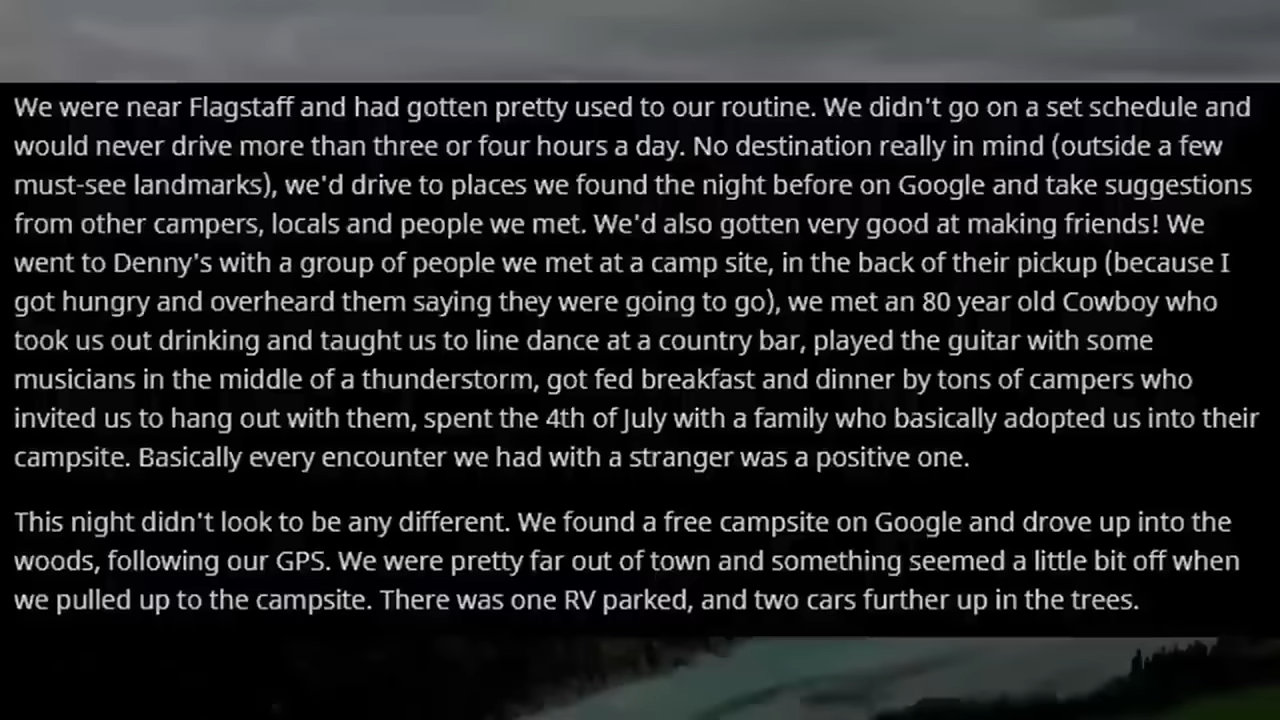 We were near Flagstaff and had gotten pretty used to our routine. We didn't go on a set schedule and
would never drive more than three or four hours a day. No destination really in mind (outside a few
must-see landmarks), we'd drive to places we found the night before on Google and take suggestions
from other campers, locals and people we met. We'd also gotten very good at making friends! We
went to Denny's with a group of people we met at a camp site, in the back of their pickup (because I
got hungry and overheard them saying they were going to go), we met an 80 year old Cowboy who
took us out drinking and taught us to line dance at a country bar, played the guitar with some
musicians in the middle of a thunderstorm, got fed breakfast and dinner by tons of campers who
invited us to hang out with them, spent the 4th of July with a family who basically adopted us into their
campsite. Basically every encounter we had with a stranger was a positive one.
This night didn't look to be any different. We found a free campsite on Google and drove up into the
woods, following our GPS. We were pretty far out of town and something seemed a little bit off when
we pulled up to the campsite. There was one RV parked, and two cars further up in the trees.